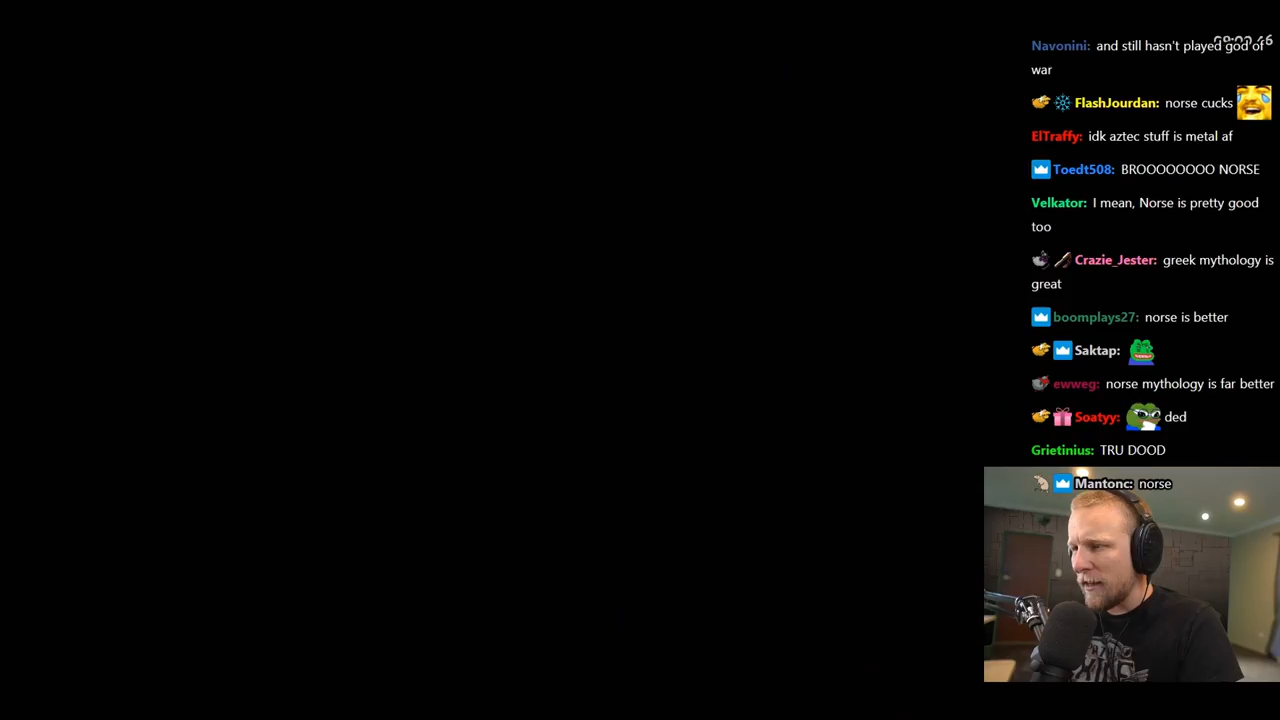 Navonini: and still hasn't played god of
war
FlashJourdan: norse cucks
ElTraffy: idk aztec stuff is metal af
Toedt508: BROOOOOOOO NORSE
Velkator: I mean, Norse is pretty good
too
Crazie_Jester: greek mythology is
great
boomplays27: norse is better
Saktap:
ewweg: norse mythology is far better
Soatyy: ded
Grietinius: TRU DOOD
Mantonc: norse